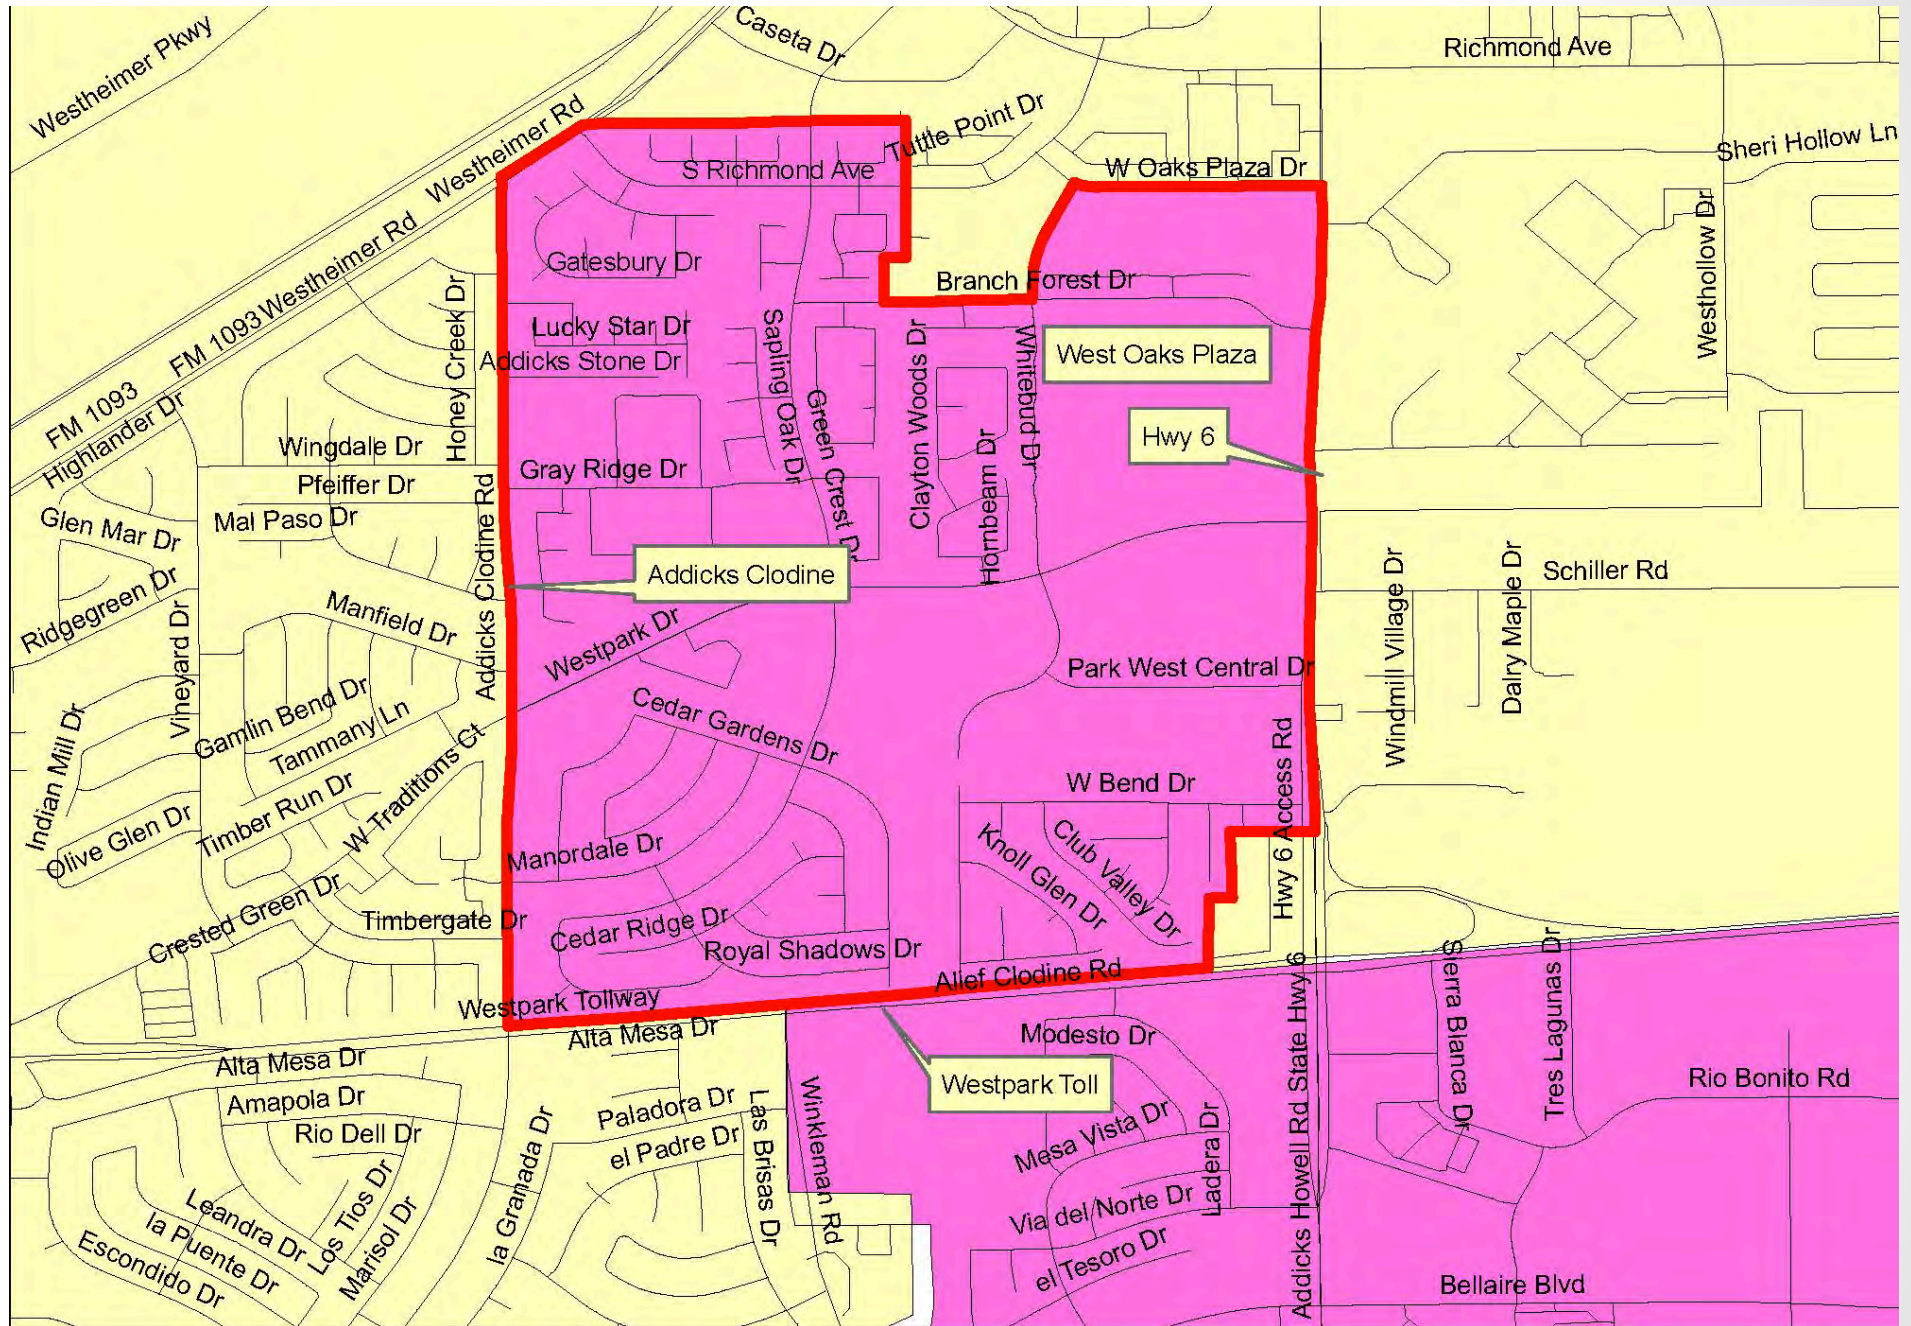 Westheimer Pkwy
Caseta Dr
Richmond Ave
Westheimer Rd
Tuttle Point Dr
Sheri Hollow Ln
S Richmond Ave
W Oaks Plaza Dr
Westheimer Rd
Westhollow Dr
Gatesbury Dr
Branch Forest Dr
Honey Creek Dr
FM 1093
Lucky Star Dr
Sapling Oak Dr
Addicks Stone Dr
Clayton Woods Dr
Whitebud Dr
West Oaks Plaza
FM 1093
Highlander Dr
Green Crest Dr
Wingdale Dr
Hornbeam Dr
Hwy 6
Gray Ridge Dr
Pfeiffer Dr
Addicks Clodine Rd
Mal Paso Dr
Glen Mar Dr
Addicks Clodine
Schiller Rd
Windmill Village Dr
Dalry Maple Dr
Ridgegreen Dr
Manfield Dr
Vineyard Dr
Westpark Dr
Park West Central Dr
Gamlin Bend Dr
Tammany Ln
Cedar Gardens Dr
Indian Mill Dr
W Traditions Ct
Hwy 6 Access Rd
W Bend Dr
Timber Run Dr
Olive Glen Dr
Manordale Dr
Knoll Glen Dr
Club Valley Dr
Crested Green Dr
Timbergate Dr
Cedar Ridge Dr
Royal Shadows Dr
Alief Clodine Rd
Sierra Blanca Dr
Tres Lagunas Dr
Westpark Tollway
Alta Mesa Dr
Modesto Dr
Alta Mesa Dr
Westpark Toll
Rio Bonito Rd
Amapola Dr
Paladora Dr
Las Brisas Dr
Winkleman Rd
Rio Dell Dr
el Padre Dr
Mesa Vista Dr
Ladera Dr
Addicks Howell Rd State Hwy 6
la Granada Dr
Los Tios Dr
Marisol Dr
Leandra Dr
la Puente Dr
Escondido Dr
Via del Norte Dr
el Tesoro Dr
Bellaire Blvd